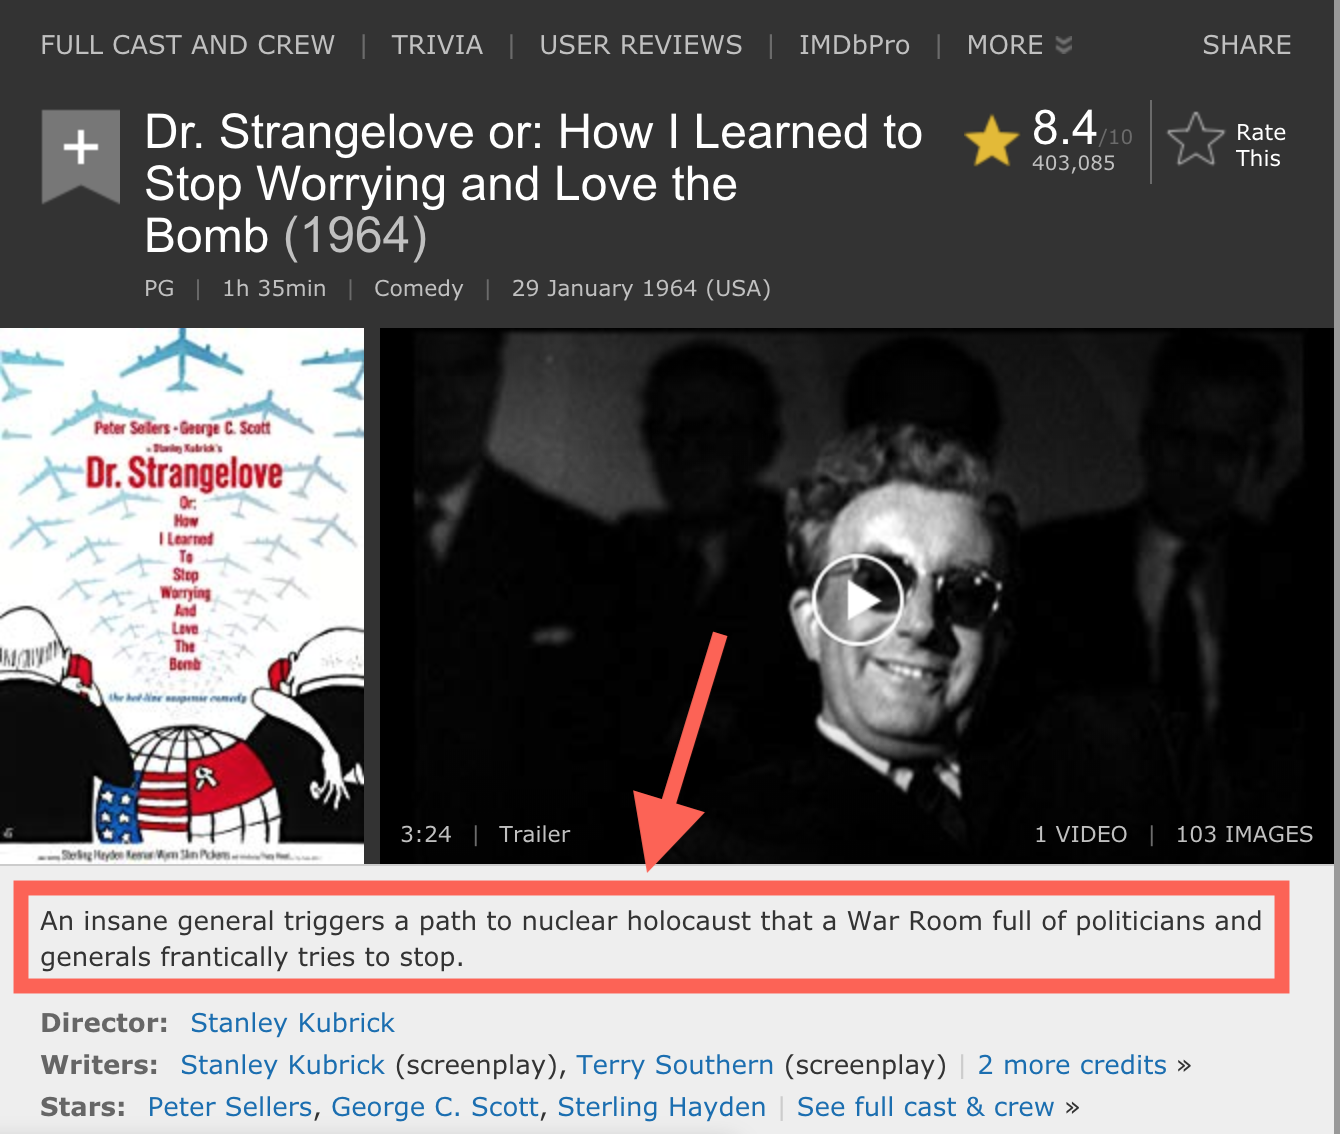 FULL CAST AND CREW | TRIVIA | USER REVIEWS | IMDbPro | MORE SHARE
Dr. Strangelove or: How I Learned to
Stop Worrying and Love the
Bomb (1964)
8.4/10
403,085
Rate
This
PG | 1h 35min | Comedy | 29 January 1964 (USA)
Peter Sellers - George C. Scott
Stanley Kubrick's
Dr. Strangelove
Or:
How
I Learned
To
Stop
Worrying
And
Love
The
Bomb
the hot-line suspense comedy
Sterling Hayden Keenan Wynn Slim Pickens
3:24 | Trailer
1 VIDEO | 103 IMAGES
An insane general triggers a path to nuclear holocaust that a War Room full of politicians and
generals frantically tries to stop.
Director: Stanley Kubrick
Writers: Stanley Kubrick (screenplay), Terry Southern (screenplay) | 2 more credits »
Stars: Peter Sellers, George C. Scott, Sterling Hayden | See full cast & crew »